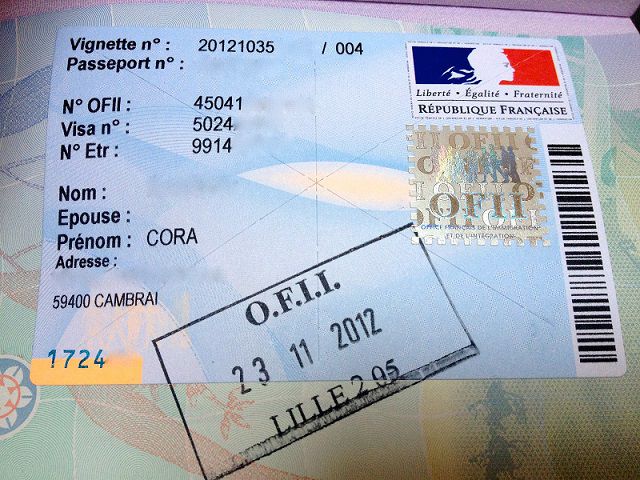 Vignette n° : 20121035 / 004
Passeport n° :
N° OFII : 45041
Visa n° : 5024
N° Etr : 9914
Nom :
Epouse :
Prénom : CORA
Adresse :
59400 CAMBRAI
1724
Liberté • Égalité • Fraternité
RÉPUBLIQUE FRANÇAISE
OFII
OFFICE FRANÇAIS DE L'IMMIGRATION
ET DE L'INTÉGRATION
O.F.I.I.
23 11 2012
LILLE 2 05